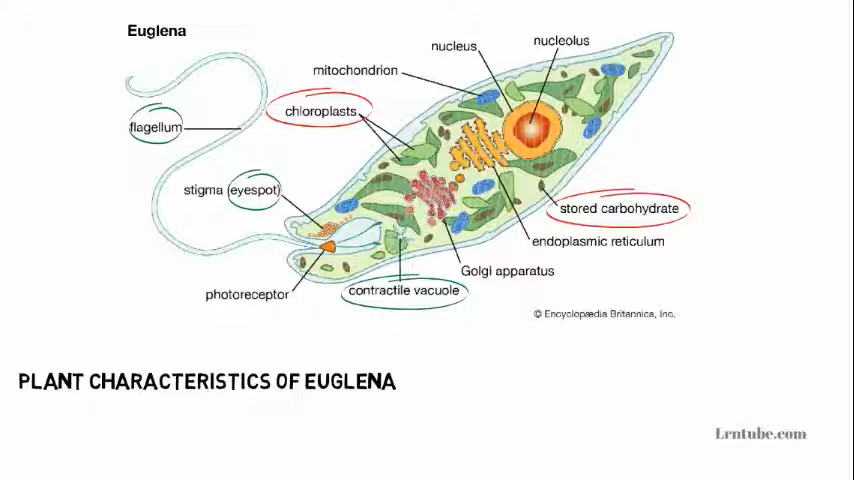 Euglena
nucleus
nucleolus
mitochondrion
chloroplasts
flagellum
stigma (eyespot)
stored carbohydrate
endoplasmic reticulum
Golgi apparatus
photoreceptor
contractile vacuole
© Encyclopædia Britannica, Inc.
PLANT CHARACTERISTICS OF EUGLENA
Lrntube.com